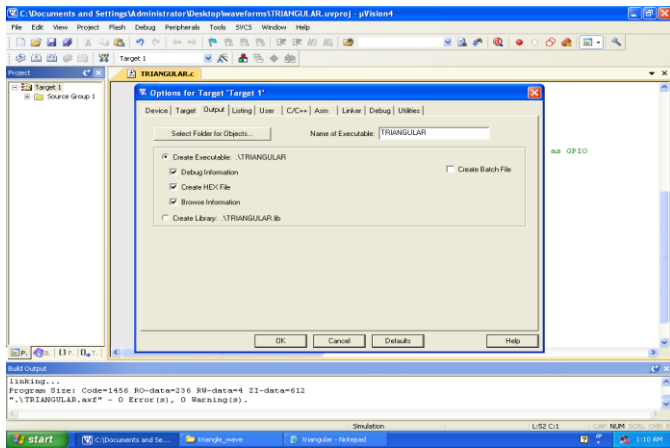 C:\Documents and Settings\Administrator\Desktop\waveforms\TRIANGULAR.uvproj - µVision4
File Edit View Project Flash Debug Peripherals Tools SVCS Window Help
Target 1
Project
TRIANGULAR.c
Target 1
Source Group 1
Options for Target 'Target 1'
Device Target Output Listing User C/C++ Asm Linker Debug Utilities
Select Folder for Objects... Name of Executable: TRIANGULAR
as GPIO
Create Executable: .\TRIANGULAR
Debug Information Create Batch File
Create HEX File
Browse Information
Create Library: .\TRIANGULAR.lib
OK Cancel Defaults Help
Build Output
linking...
Program Size: Code=1456 RO-data=236 RW-data=4 ZI-data=612
".\TRIANGULAR.axf" - 0 Error(s), 0 Warning(s).
Simulation L:52 C:1 CAP NUM SCRL OVR
start C:\Documents and Se... triangle_wave triangular - Notepad 1:10 AM